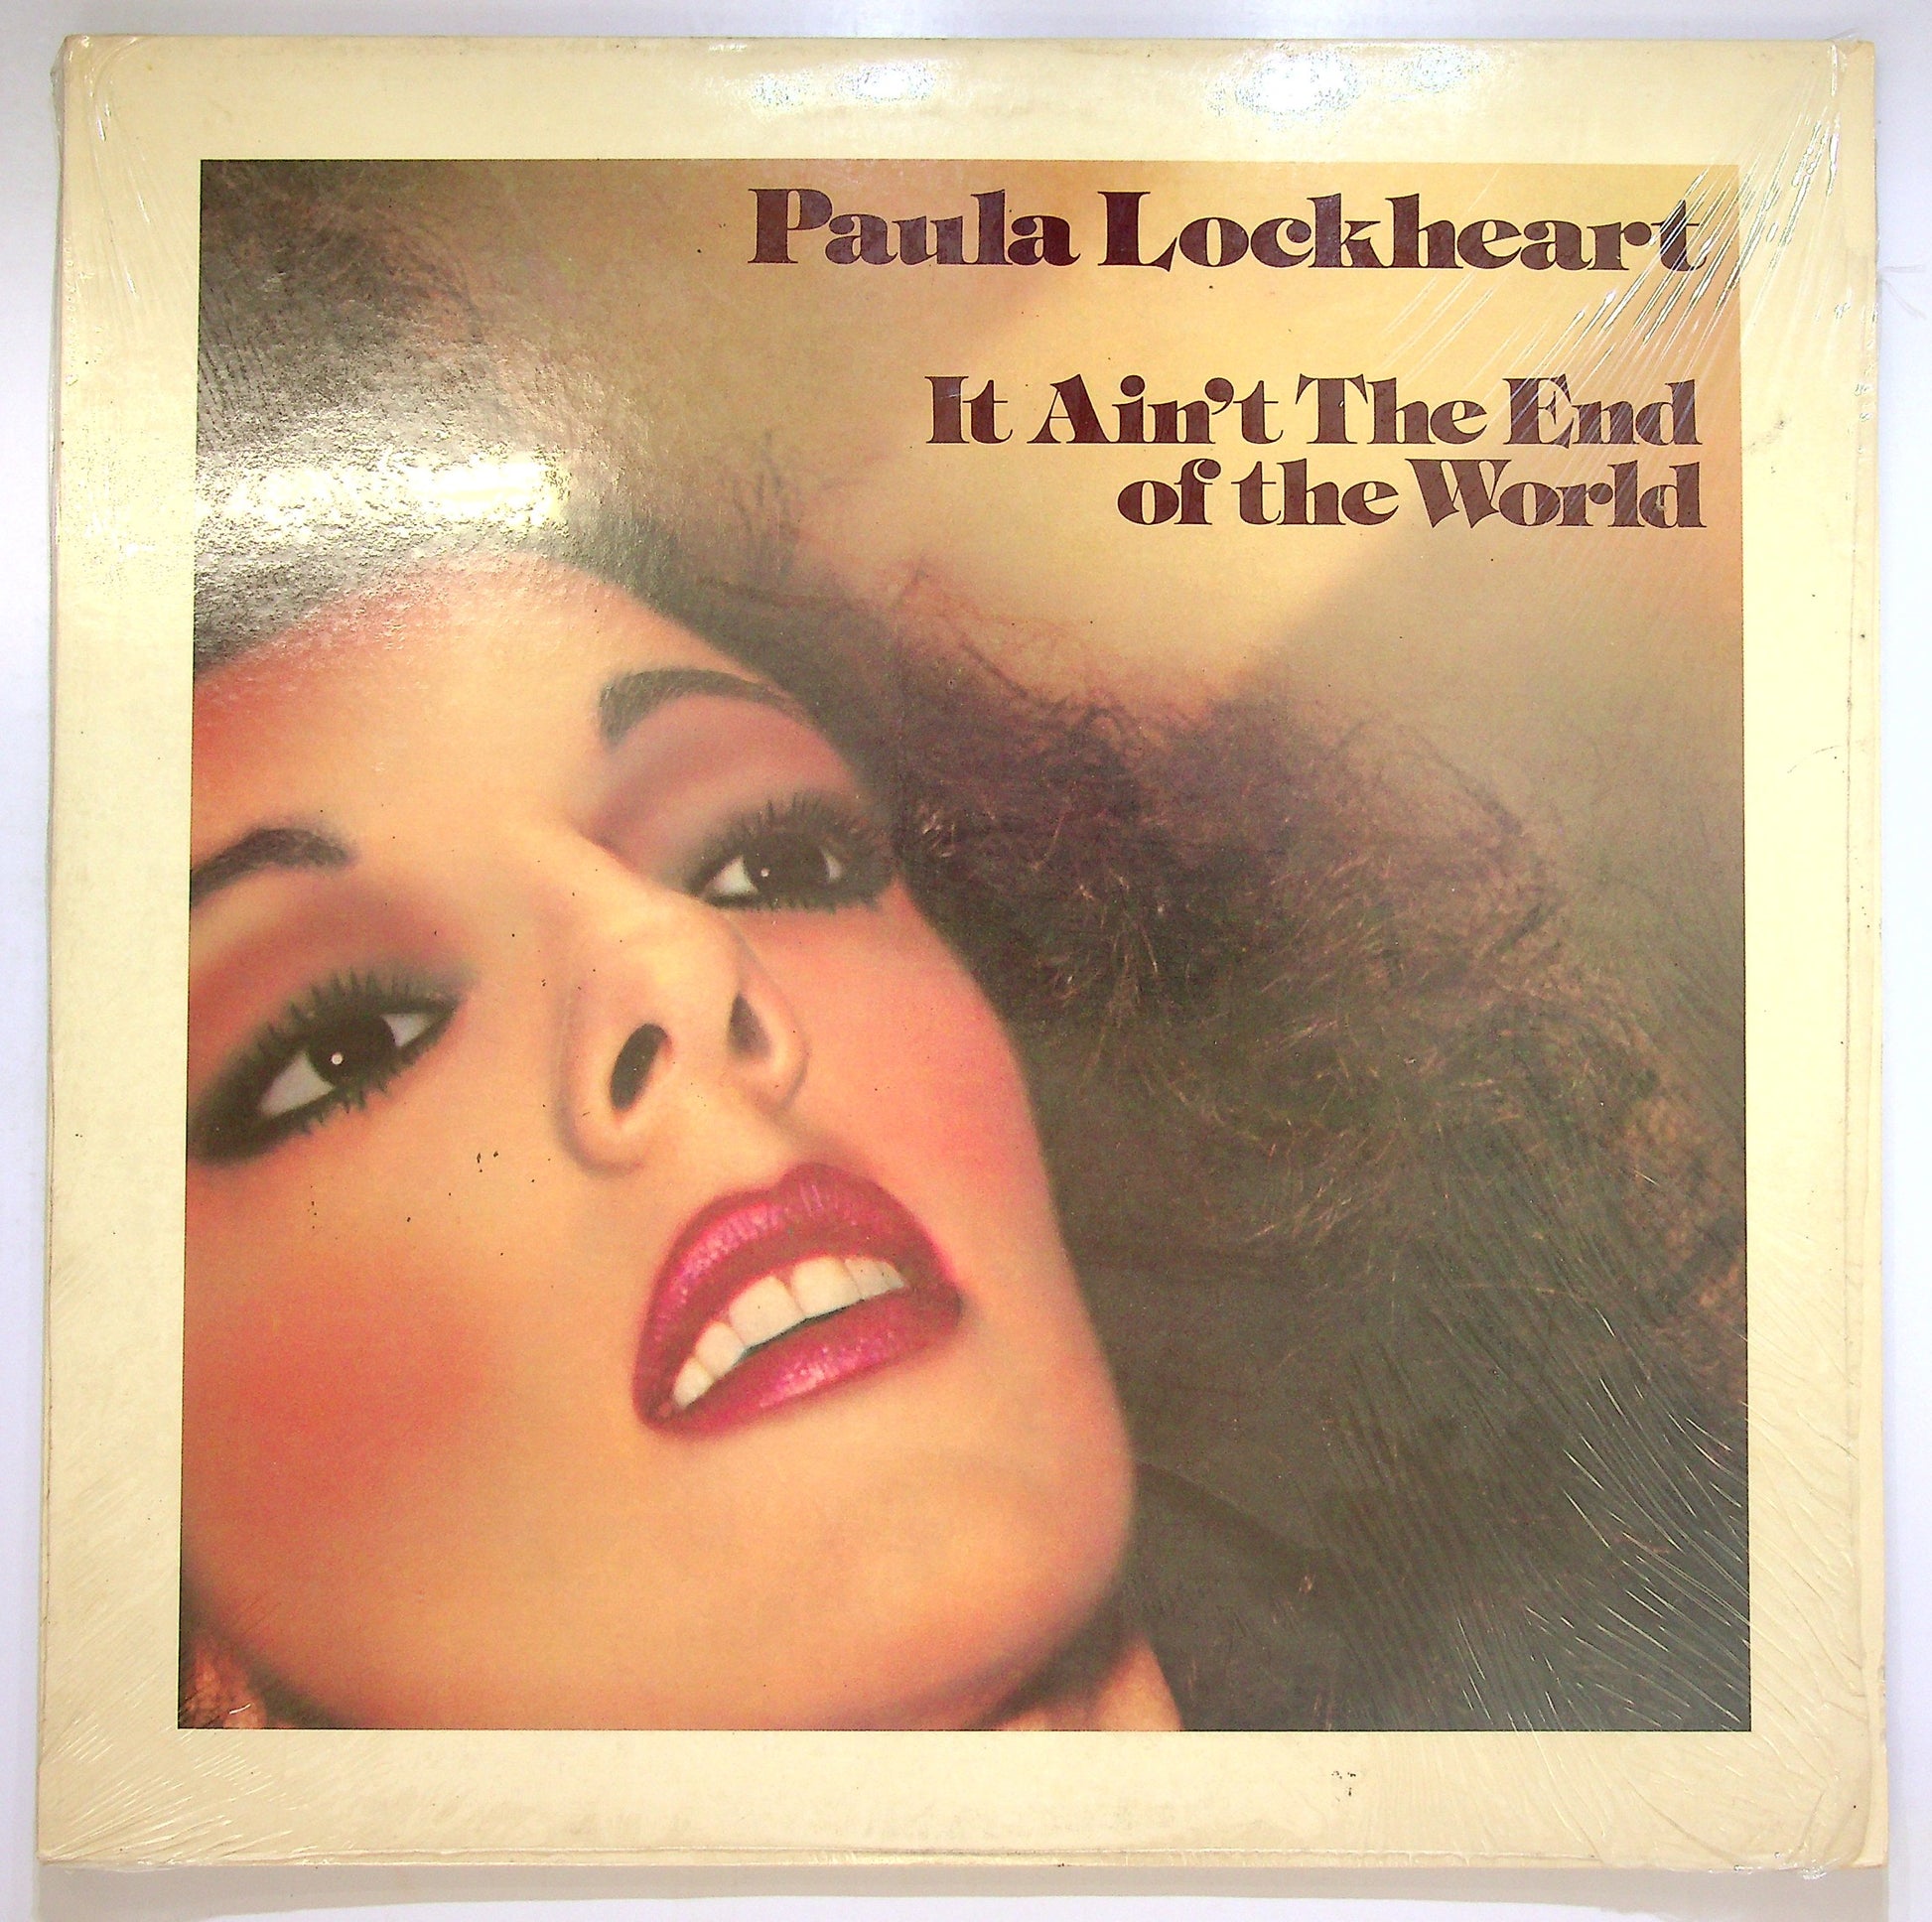 Paula Lockheart
It Ain't The End
of the World